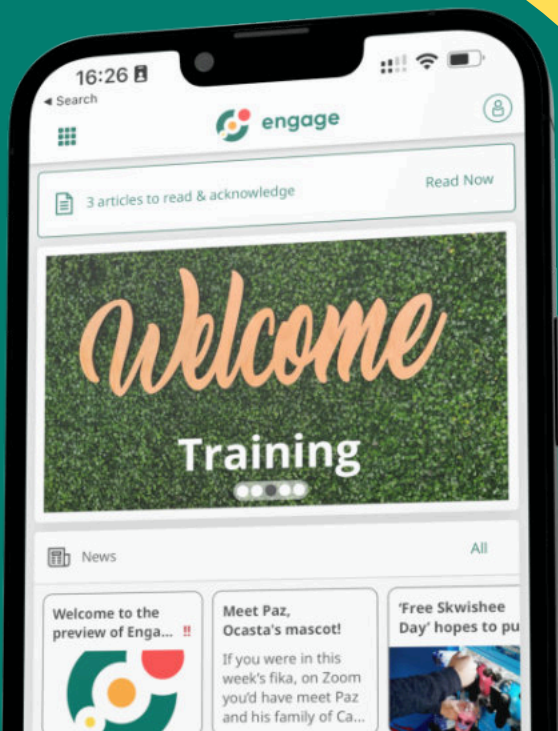 16:26
◀ Search
engage
3 articles to read & acknowledge
Read Now
Welcome
Training
News
All
Welcome to the
preview of Enga... !!
Meet Paz,
Ocasta's mascot!
If you were in this
week's fika, on Zoom
you'd have meet Paz
and his family of Ca...
'Free Skwishee
Day' hopes to pu